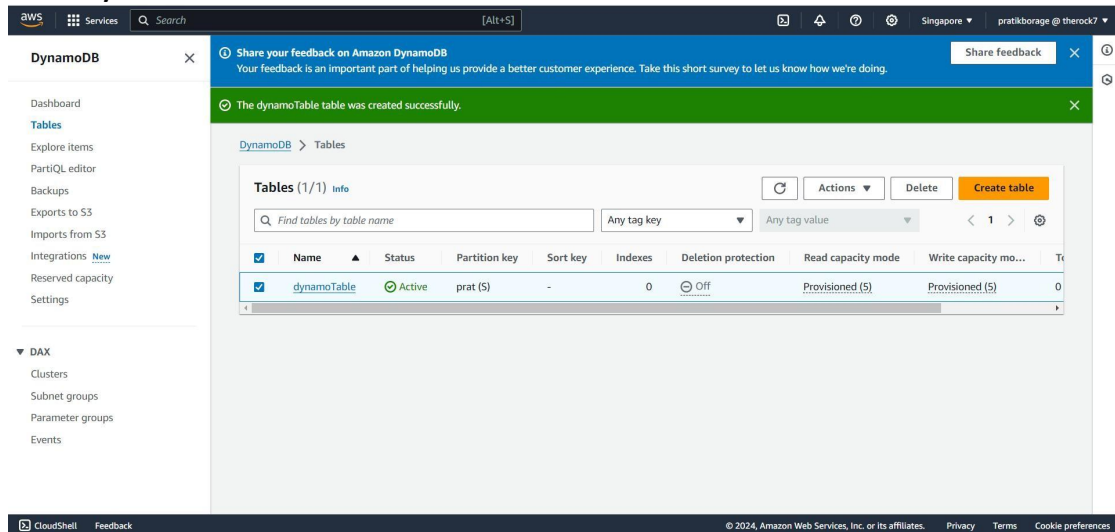 aws Services Search [Alt+S] Singapore ▼ pratikborage @ therock7 ▼
DynamoDB
Dashboard
Tables
Explore items
PartiQL editor
Backups
Exports to S3
Imports from S3
Integrations New
Reserved capacity
Settings
▼ DAX
Clusters
Subnet groups
Parameter groups
Events
Share your feedback on Amazon DynamoDB
Your feedback is an important part of helping us provide a better customer experience. Take this short survey to let us know how we're doing.
Share feedback
The dynamoTable table was created successfully.
DynamoDB > Tables
Tables (1/1) Info
Actions ▼ Delete Create table
Find tables by table name Any tag key ▼ Any tag value ▼ < 1 >
Name ▲ Status Partition key Sort key Indexes Deletion protection Read capacity mode Write capacity mo...
dynamoTable Active prat (S) - 0 Off Provisioned (5) Provisioned (5) 0
CloudShell Feedback © 2024, Amazon Web Services, Inc. or its affiliates. Privacy Terms Cookie preferences